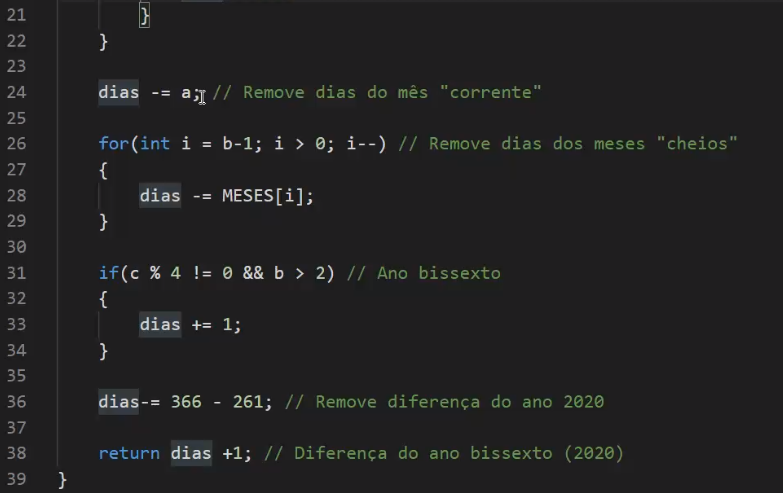 21 }
22 }
23
24 dias -= a; // Remove dias do mês "corrente"
25
26 for(int i = b-1; i > 0; i--) // Remove dias dos meses "cheios"
27 {
28 dias -= MESES[i];
29 }
30
31 if(c % 4 != 0 && b > 2) // Ano bissexto
32 {
33 dias += 1;
34 }
35
36 dias-= 366 - 261; // Remove diferença do ano 2020
37
38 return dias +1; // Diferença do ano bissexto (2020)
39 }